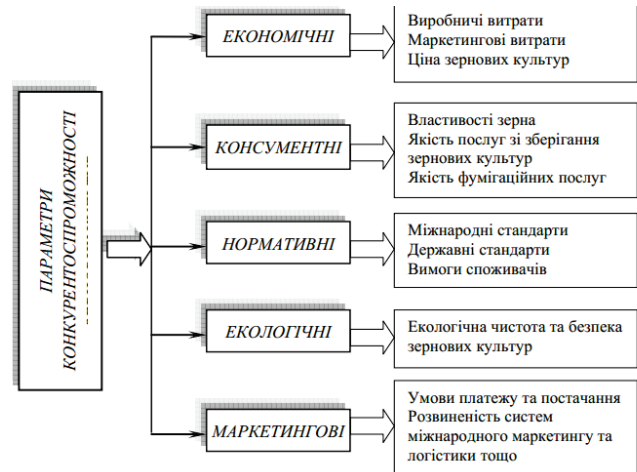 ПАРАМЕТРИ
КОНКУРЕНТОСПРОМОЖНОСТІ
ЕКОНОМІЧНІ
Виробничі витрати
Маркетингові витрати
Ціна зернових культур
КОНСУМЕНТНІ
Властивості зерна
Якість послуг зі зберігання
зернових культур
Якість фумігаційних послуг
НОРМАТИВНІ
Міжнародні стандарти
Державні стандарти
Вимоги споживачів
ЕКОЛОГІЧНІ
Екологічна чистота та безпека
зернових культур
МАРКЕТИНГОВІ
Умови платежу та постачання
Розвиненість систем
міжнародного маркетингу та
логістики тощо